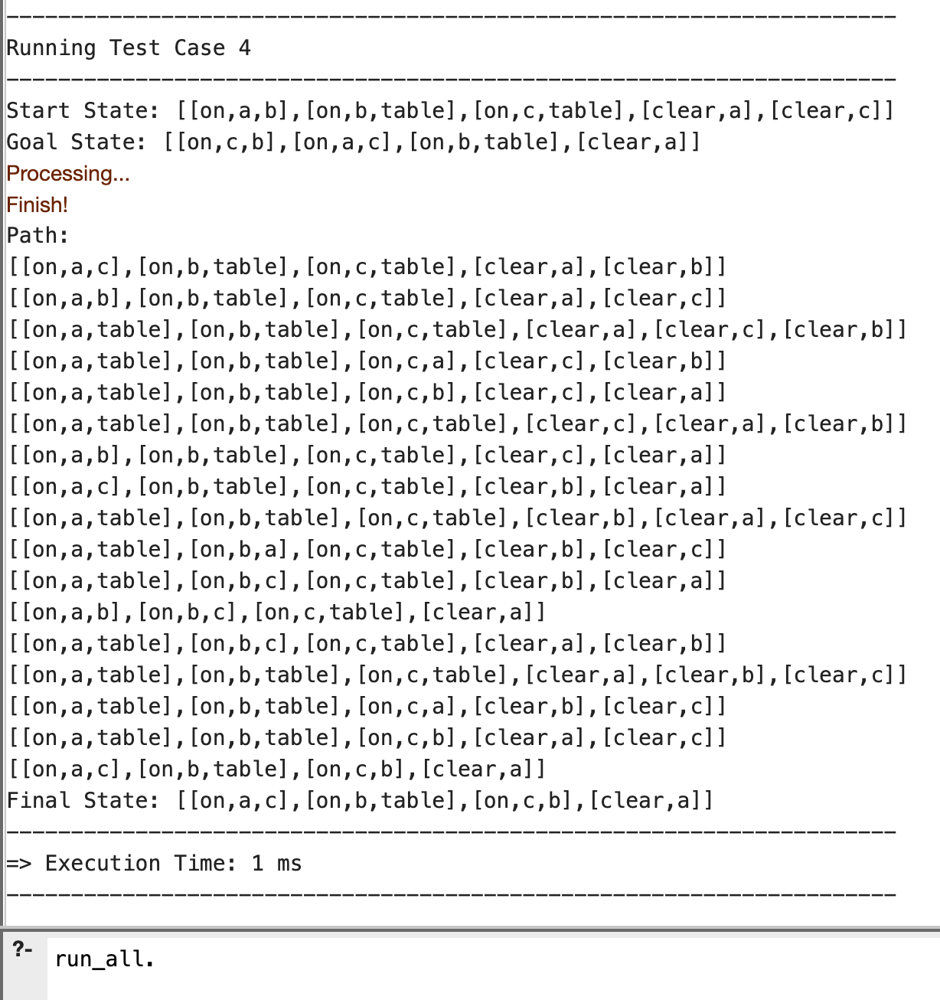 ----------------------------------------------------------------------
Running Test Case 4
----------------------------------------------------------------------
Start State: [[on,a,b],[on,b,table],[on,c,table],[clear,a],[clear,c]]
Goal State: [[on,c,b],[on,a,c],[on,b,table],[clear,a]]
Processing...
Finish!
Path:
[[on,a,c],[on,b,table],[on,c,table],[clear,a],[clear,b]]
[[on,a,b],[on,b,table],[on,c,table],[clear,a],[clear,c]]
[[on,a,table],[on,b,table],[on,c,table],[clear,a],[clear,c],[clear,b]]
[[on,a,table],[on,b,table],[on,c,a],[clear,c],[clear,b]]
[[on,a,table],[on,b,table],[on,c,b],[clear,c],[clear,a]]
[[on,a,table],[on,b,table],[on,c,table],[clear,c],[clear,a],[clear,b]]
[[on,a,b],[on,b,table],[on,c,table],[clear,c],[clear,a]]
[[on,a,c],[on,b,table],[on,c,table],[clear,b],[clear,a]]
[[on,a,table],[on,b,table],[on,c,table],[clear,b],[clear,a],[clear,c]]
[[on,a,table],[on,b,a],[on,c,table],[clear,b],[clear,c]]
[[on,a,table],[on,b,c],[on,c,table],[clear,b],[clear,a]]
[[on,a,b],[on,b,c],[on,c,table],[clear,a]]
[[on,a,table],[on,b,c],[on,c,table],[clear,a],[clear,b]]
[[on,a,table],[on,b,table],[on,c,table],[clear,a],[clear,b],[clear,c]]
[[on,a,table],[on,b,table],[on,c,a],[clear,b],[clear,c]]
[[on,a,table],[on,b,table],[on,c,b],[clear,a],[clear,c]]
[[on,a,c],[on,b,table],[on,c,b],[clear,a]]
Final State: [[on,a,c],[on,b,table],[on,c,b],[clear,a]]
----------------------------------------------------------------------
=> Execution Time: 1 ms
----------------------------------------------------------------------
?- run_all.